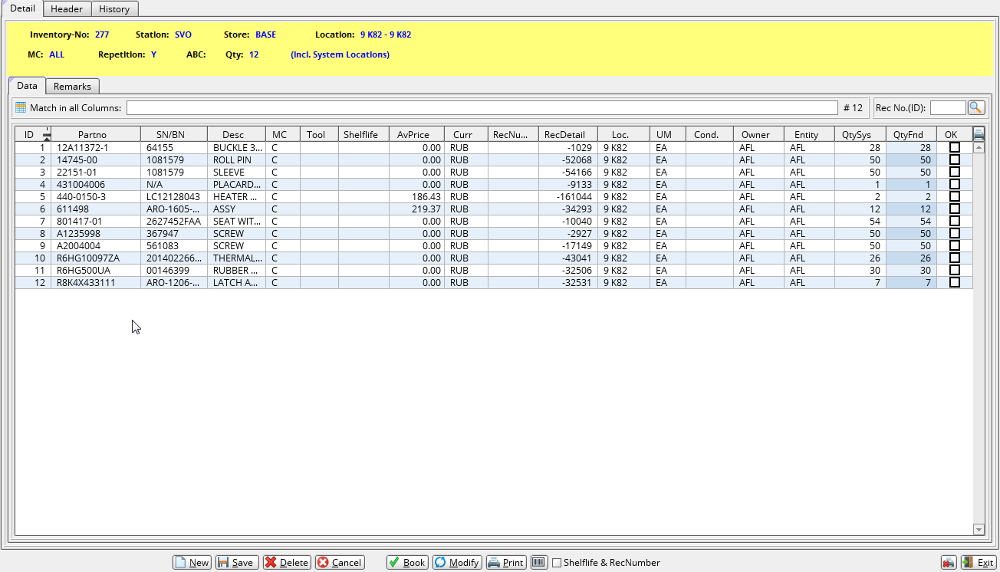 Detail Header History
Inventory-No: 277 Station: SVO Store: BASE Location: 9 K82 - 9 K82
MC: ALL Repetition: Y ABC: Qty: 12 (Incl. System Locations)
Data Remarks
Match in all Columns: # 12 Rec No.(ID):
ID Partno SN/BN Desc MC Tool Shelflife AvPrice Curr RecNu... RecDetail Loc. UM Cond. Owner Entity QtySys QtyFnd OK
1 12A11372-1 64155 BUCKLE 3... C 0.00 RUB -1029 9 K82 EA AFL AFL 28 28
2 14745-00 1081579 ROLL PIN C 0.00 RUB -52068 9 K82 EA AFL AFL 50 50
3 22151-01 1081579 SLEEVE C 0.00 RUB -54166 9 K82 EA AFL AFL 50 50
4 431004006 N/A PLACARD... C 0.00 RUB -9133 9 K82 EA AFL AFL 1 1
5 440-0150-3 LC12128043 HEATER ... C 186.43 RUB -161044 9 K82 EA AFL AFL 2 2
6 611498 ARO-1605-... ASSY C 219.37 RUB -34293 9 K82 EA AFL AFL 12 12
7 801417-01 2627452FAA SEAT WIT... C 0.00 RUB -10040 9 K82 EA AFL AFL 54 54
8 A1235998 367947 SCREW C 0.00 RUB -2927 9 K82 EA AFL AFL 50 50
9 A2004004 561083 SCREW C 0.00 RUB -17149 9 K82 EA AFL AFL 50 50
10 R6HG10097ZA 201402266... THERMAL... C 0.00 RUB -43041 9 K82 EA AFL AFL 26 26
11 R6HG500UA 00146399 RUBBER ... C 0.00 RUB -32506 9 K82 EA AFL AFL 30 30
12 R8K4X433111 ARO-1206-... LATCH A... C 0.00 RUB -32531 9 K82 EA AFL AFL 7 7
New Save Delete Cancel Book Modify Print Shelflife & RecNumber Exit